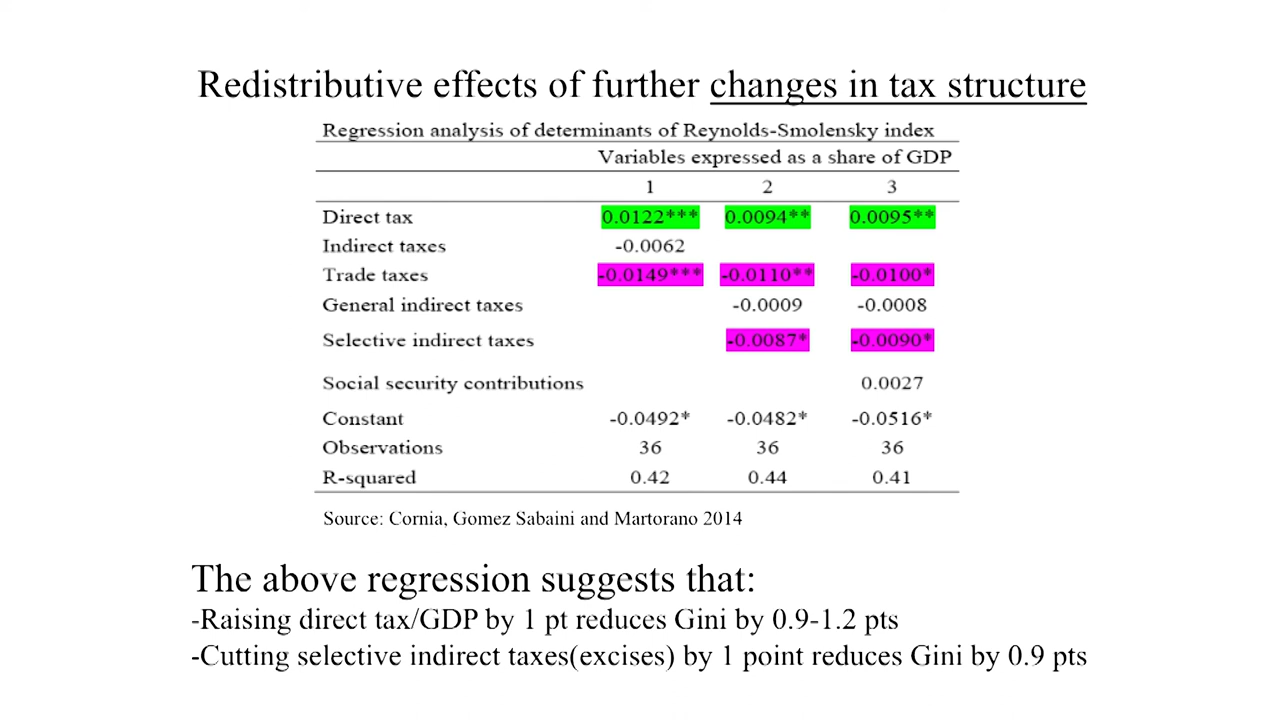 Redistributive effects of further changes in tax structure
Regression analysis of determinants of Reynolds-Smolensky index
Variables expressed as a share of GDP
1 2 3
Direct tax 0.0122*** 0.0094** 0.0095**
Indirect taxes -0.0062
Trade taxes -0.0149*** -0.0110** -0.0100*
General indirect taxes -0.0009 -0.0008
Selective indirect taxes -0.0087* -0.0090*
Social security contributions 0.0027
Constant -0.0492* -0.0482* -0.0516*
Observations 36 36 36
R-squared 0.42 0.44 0.41
Source: Cornia, Gomez Sabaini and Martorano 2014
The above regression suggests that:
-Raising direct tax/GDP by 1 pt reduces Gini by 0.9-1.2 pts
-Cutting selective indirect taxes(excises) by 1 point reduces Gini by 0.9 pts